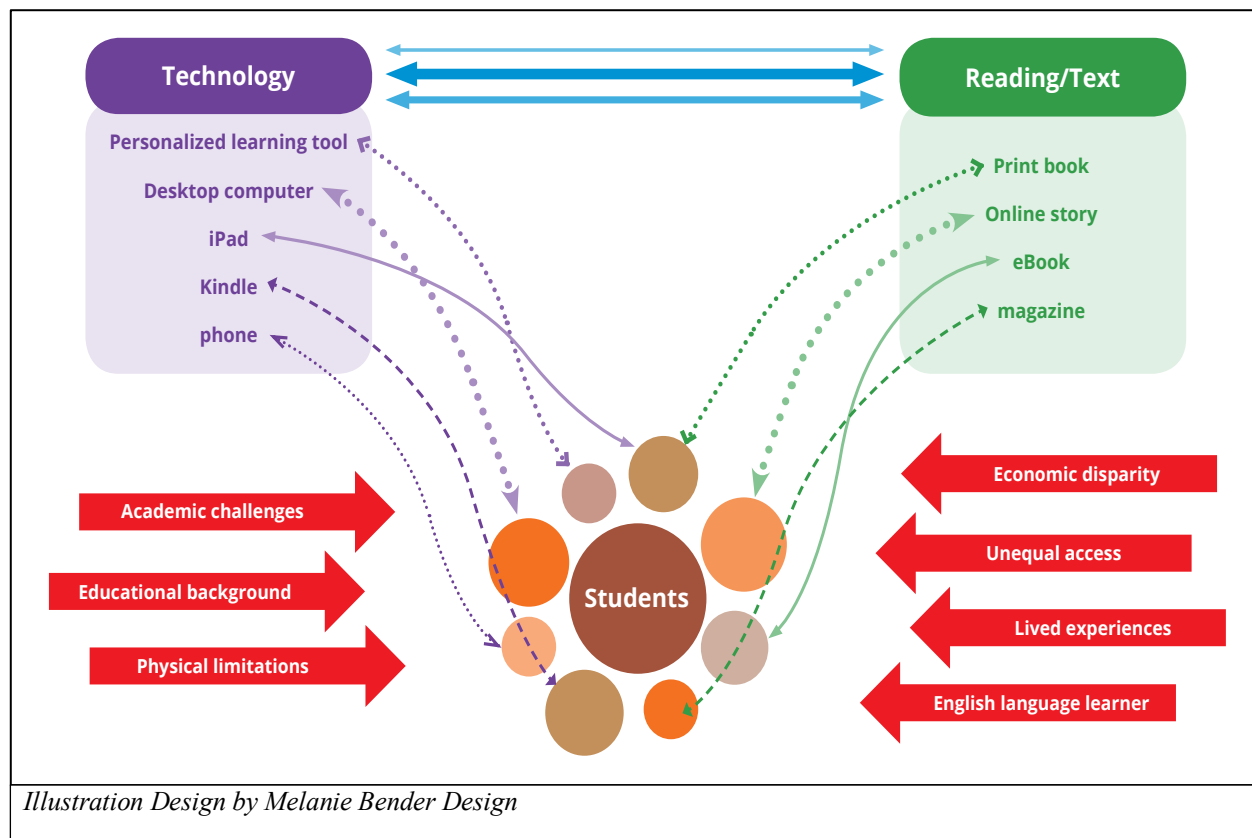 Technology
Reading/Text
Personalized learning tool
Desktop computer
iPad
Kindle
phone
Print book
Online story
eBook
magazine
Academic challenges
Educational background
Physical limitations
Students
Economic disparity
Unequal access
Lived experiences
English language learner
Illustration Design by Melanie Bender Design